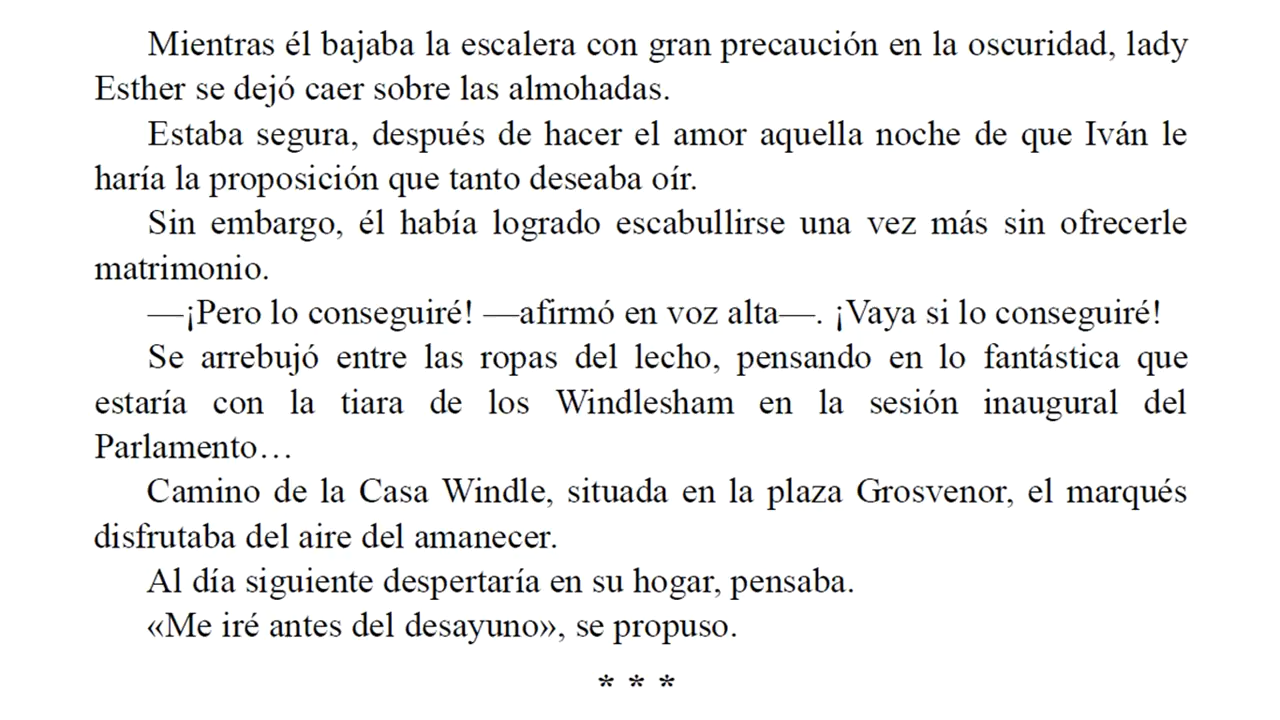 Mientras él bajaba la escalera con gran precaución en la oscuridad, lady
Esther se dejó caer sobre las almohadas.
Estaba segura, después de hacer el amor aquella noche de que Iván le
haría la proposición que tanto deseaba oír.
Sin embargo, él había logrado escabullirse una vez más sin ofrecerle
matrimonio.
—¡Pero lo conseguiré! —afirmó en voz alta—. ¡Vaya si lo conseguiré!
Se arrebujó entre las ropas del lecho, pensando en lo fantástica que
estaría con la tiara de los Windlesham en la sesión inaugural del
Parlamento…
Camino de la Casa Windle, situada en la plaza Grosvenor, el marqués
disfrutaba del aire del amanecer.
Al día siguiente despertaría en su hogar, pensaba.
«Me iré antes del desayuno», se propuso.
* * *